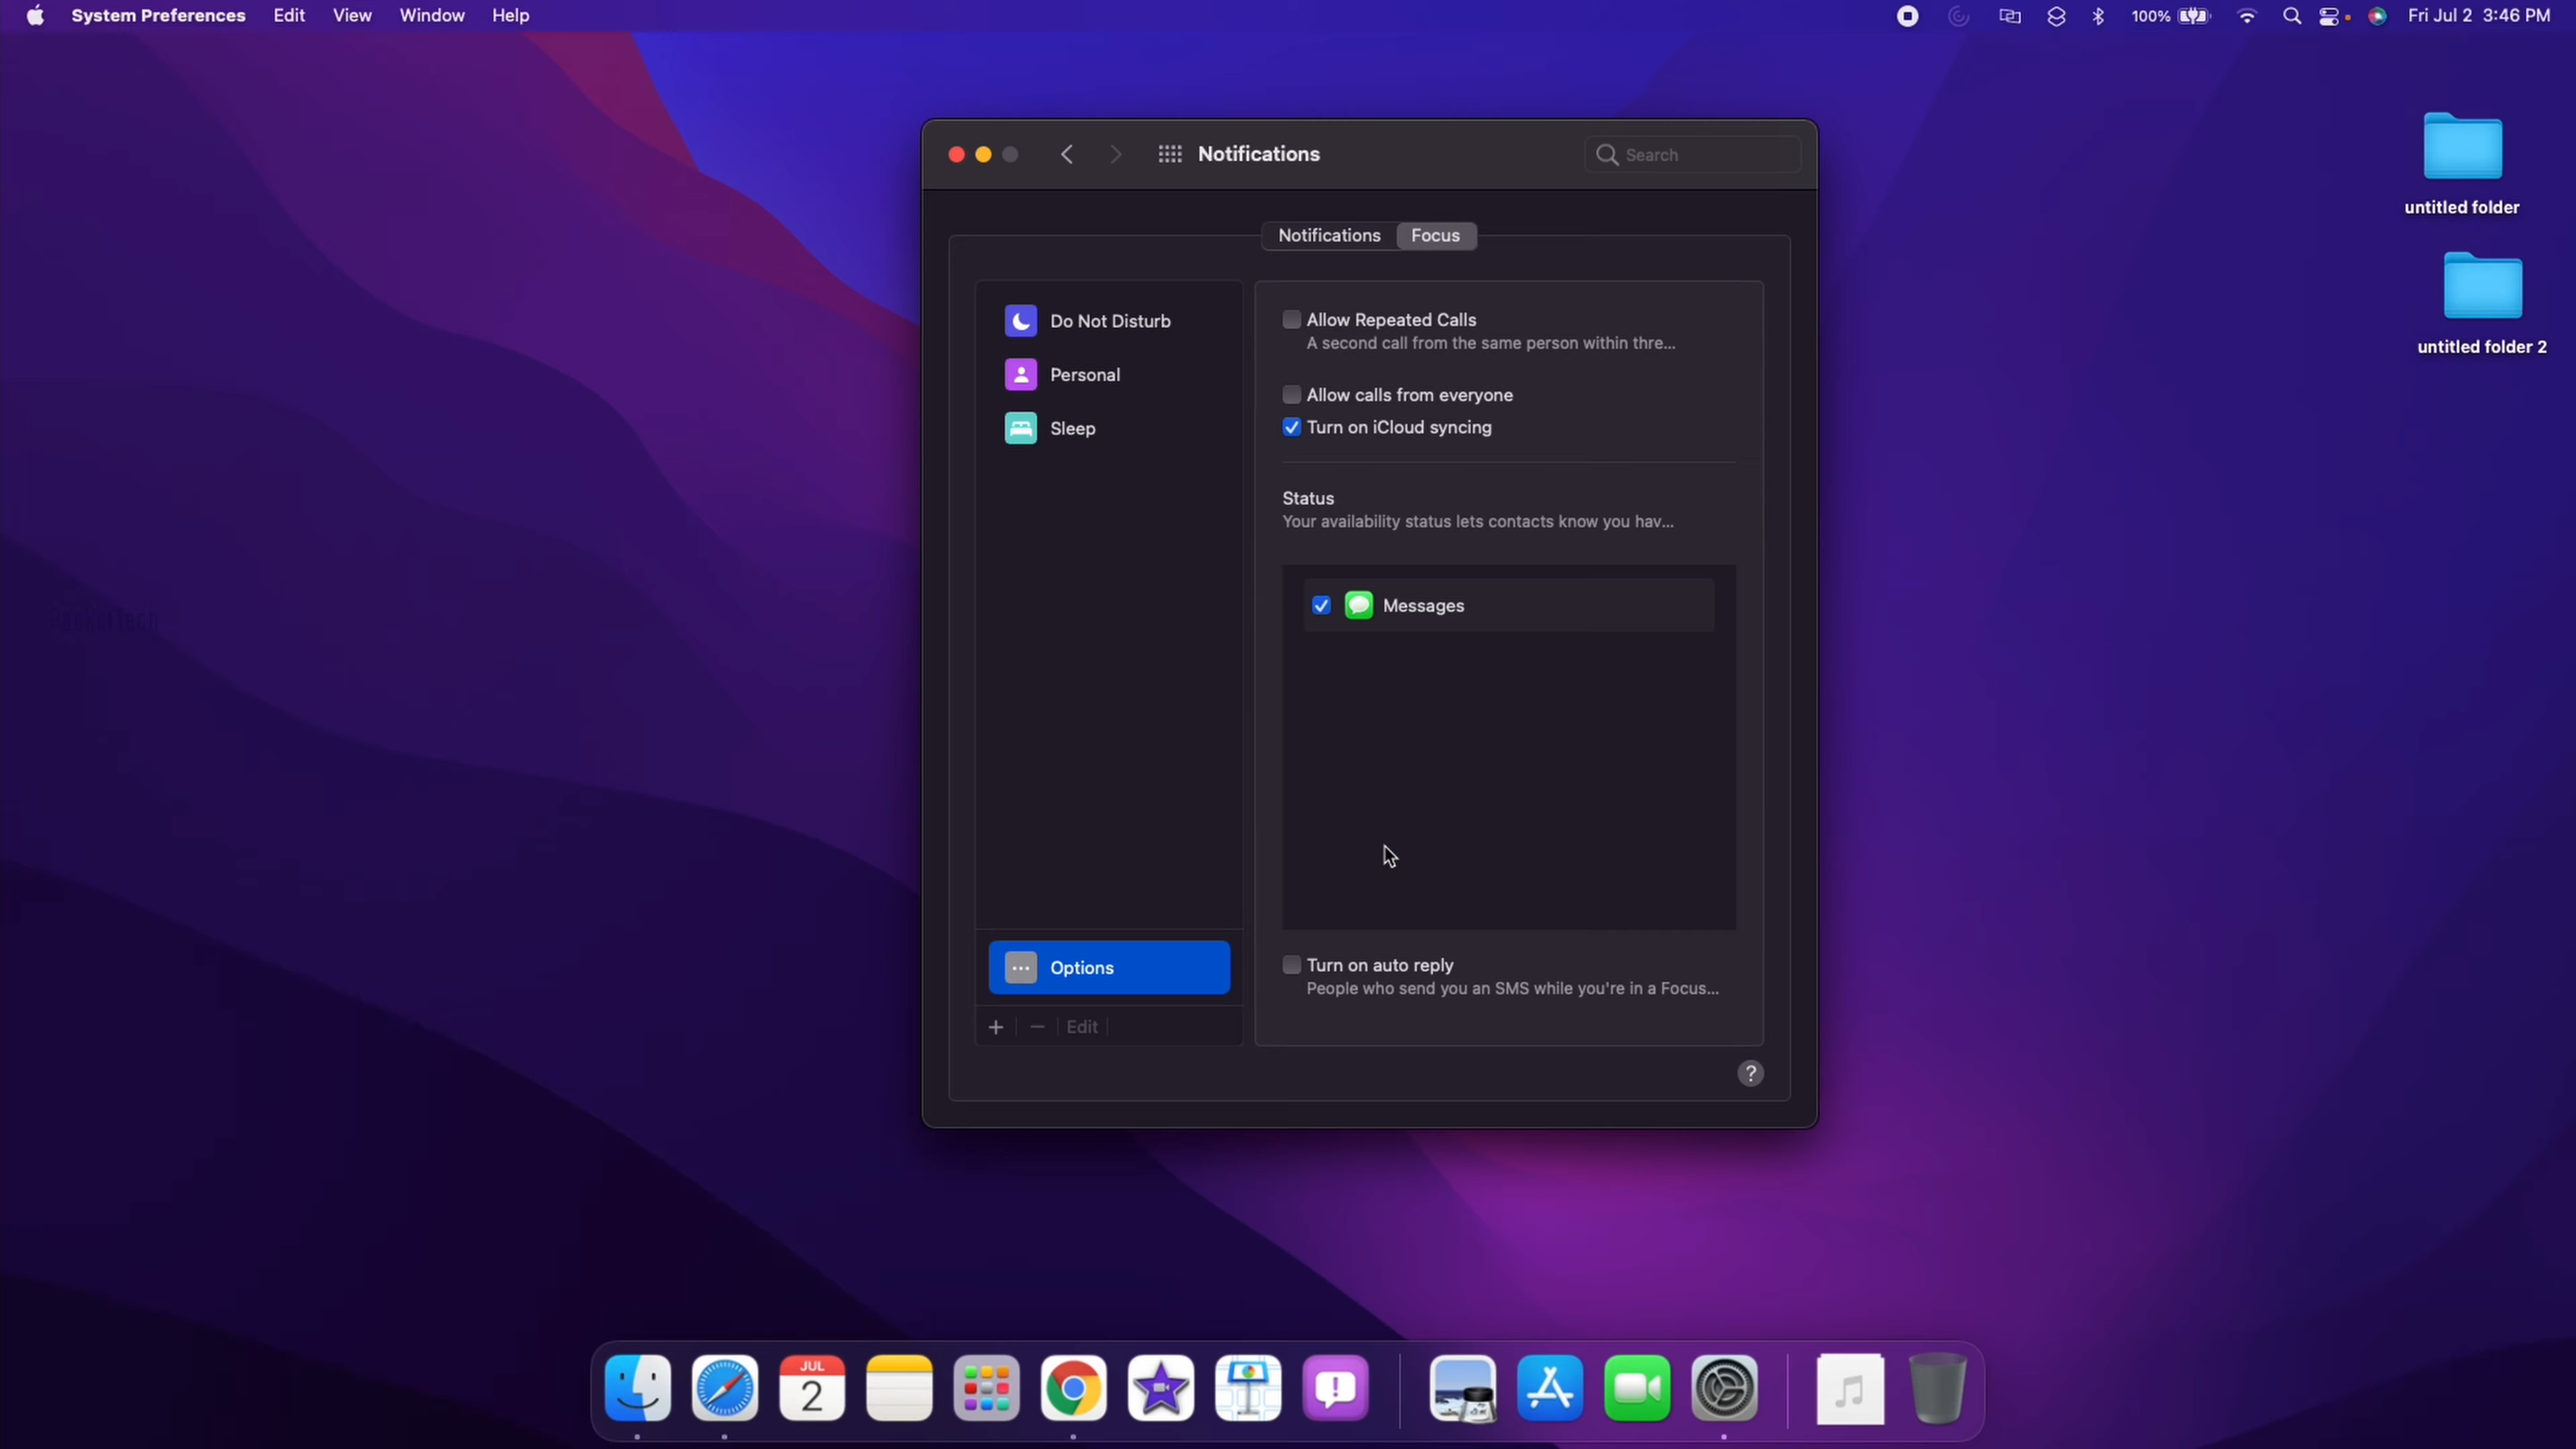 System Preferences Edit View Window Help
100% Fri Jul 2 3:46 PM
Notifications
Search
untitled folder
untitled folder 2
Notifications Focus
Do Not Disturb
Personal
Sleep
Options
+ − Edit
Allow Repeated Calls
A second call from the same person within thre...
Allow calls from everyone
Turn on iCloud syncing
Status
Your availability status lets contacts know you hav...
Messages
Turn on auto reply
People who send you an SMS while you're in a Focus...
?
JUL
2